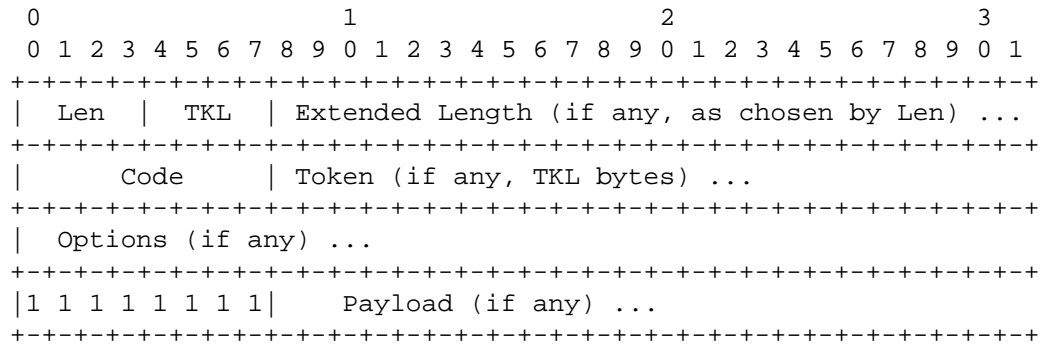 0                   1                   2                   3
 0 1 2 3 4 5 6 7 8 9 0 1 2 3 4 5 6 7 8 9 0 1 2 3 4 5 6 7 8 9 0 1
+-+-+-+-+-+-+-+-+-+-+-+-+-+-+-+-+-+-+-+-+-+-+-+-+-+-+-+-+-+-+-+-+
|  Len  |  TKL  | Extended Length (if any, as chosen by Len) ...
+-+-+-+-+-+-+-+-+-+-+-+-+-+-+-+-+-+-+-+-+-+-+-+-+-+-+-+-+-+-+-+-+
|      Code     | Token (if any, TKL bytes) ...
+-+-+-+-+-+-+-+-+-+-+-+-+-+-+-+-+-+-+-+-+-+-+-+-+-+-+-+-+-+-+-+-+
|  Options (if any) ...
+-+-+-+-+-+-+-+-+-+-+-+-+-+-+-+-+-+-+-+-+-+-+-+-+-+-+-+-+-+-+-+-+
|1 1 1 1 1 1 1 1|    Payload (if any) ...
+-+-+-+-+-+-+-+-+-+-+-+-+-+-+-+-+-+-+-+-+-+-+-+-+-+-+-+-+-+-+-+-+